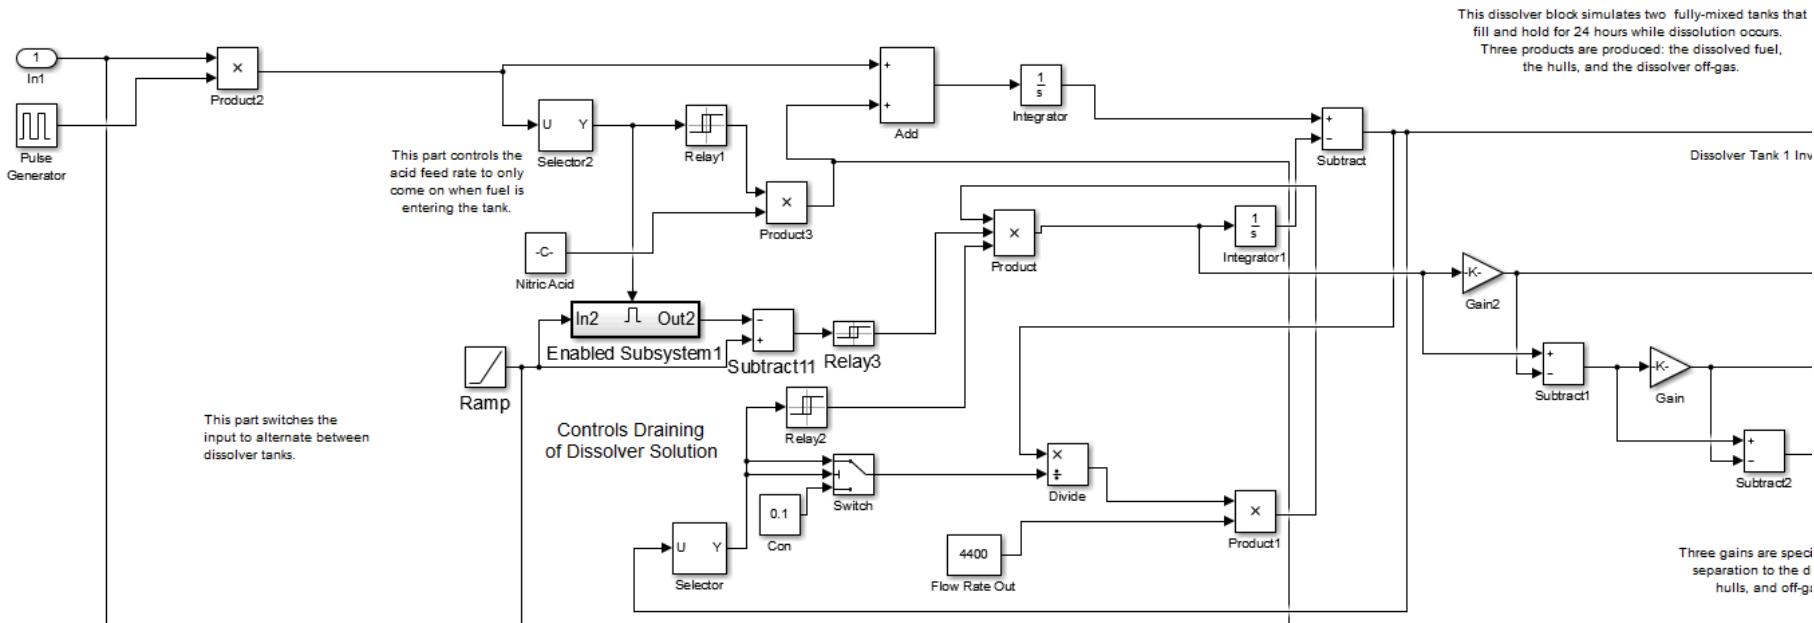 This dissolver block simulates two fully-mixed tanks that
fill and hold for 24 hours while dissolution occurs.
Three products are produced: the dissolved fuel,
the hulls, and the dissolver off-gas.
1
In1
×
Product2
Pulse
Generator
U Y
Selector2
Relay1
This part controls the
acid feed rate to only
come on when fuel is
entering the tank.
×
Product3
-C-
Nitric Acid
+
+
Add
1
s
Integrator
+
−
Subtract
Dissolver Tank 1 Inv
×
Product
1
s
Integrator1
-K-
Gain2
In2 Out2
Enabled Subsystem1
−
+
Subtract11
Relay3
Ramp
+
−
Subtract1
-K-
Gain
This part switches the
input to alternate between
dissolver tanks.
Controls Draining
of Dissolver Solution
Relay2
Switch
0.1
Con
×
÷
Divide
+
−
Subtract2
×
Product1
U Y
Selector
4400
Flow Rate Out
Three gains are speci
separation to the d
hulls, and off-ga